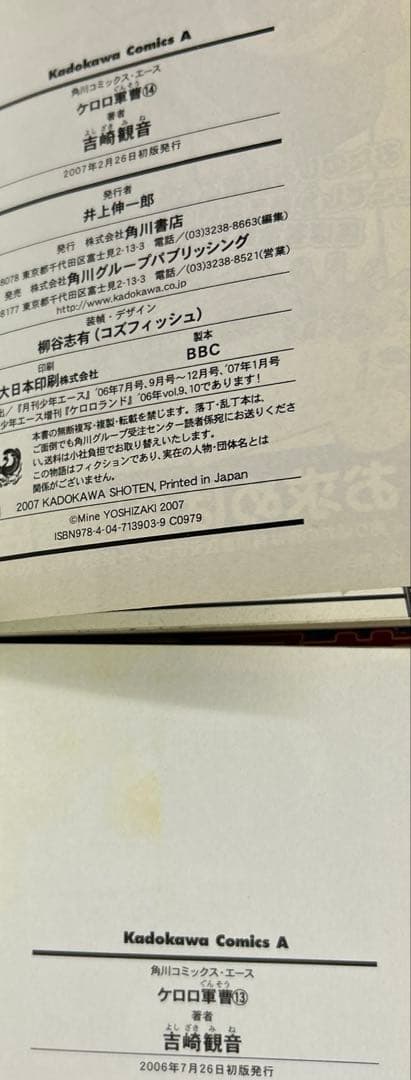 Kadokawa Comics A
角川コミックス・エース
ぐんそう
ケロロ軍曹⑭
著者
よし ざき み ね
吉崎観音
2007年2月26日初版発行
発行者
井上伸一郎
発行 株式会社角川書店
8078 東京都千代田区富士見2-13-3 電話/(03)3238-8663(編集)
発売 株式会社角川グループパブリッシング
8177 東京都千代田区富士見2-13-3 電話/(03)3238-8521(営業)
http://www.kadokawa.co.jp
装幀・デザイン
柳谷志有(コズフィッシュ)
印刷 製本
大日本印刷株式会社 BBC
出/『月刊少年エース』'06年7月号、9月号〜12月号、'07年1月号
少年エース増刊『ケロロランド』'06年vol.9、10であります!
本書の無断複写・複製・転載を禁じます。落丁・乱丁本は、
ご面倒でも角川グループ受注センター読者係宛にお送りくださ
い。送料は小社負担でお取り替えいたします。
この物語はフィクションであり、実在の人物・団体名とは
関係がございません。
2007 KADOKAWA SHOTEN, Printed in Japan
©Mine YOSHIZAKI 2007
ISBN978-4-04-713903-9 C0979
Kadokawa Comics A
角川コミックス・エース
ぐんそう
ケロロ軍曹⑬
著者
よし ざき み ね
吉崎観音
2006年7月26日初版発行